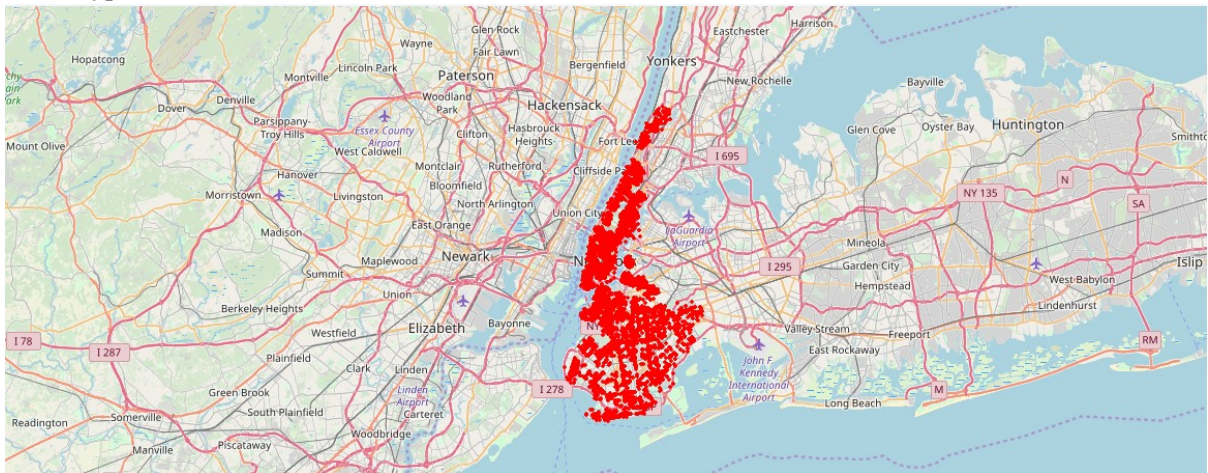 Glen Rock
Eastchester
Harrison
Hopatcong
Wayne
Fair Lawn
Bergenfield
Yonkers
Montville
Lincoln Park
Paterson
New Rochelle
Bayville
Dover
Denville
Woodland
Park
Hackensack
Glen Cove
Oyster Bay
Huntington
Parsippany-
Troy Hills
Essex County
Airport
Clifton
Hasbrouck
Heights
Fort Lee
Smithto
Mount Olive
West Caldwell
I 695
Hanover
Montclair
Rutherford
Cliffside Pa
Morristown
Livingston
Bloomfield
North Arlington
NY 135
N
SA
Madison
East Orange
Union City
LaGuardia
Airport
Mineola
Summit
Maplewood
Newark
N
I 295
Garden City
West Babylon
Islip
Berkeley Heights
Union
Hempstead
Lindenhurst
Elizabeth
Bayonne
NY
Valley Stream
Freeport
I 78
I 287
Westfield
Plainfield
Clark
Linden
East Rockaway
RM
John F.
Kennedy
International
Airport
Green Brook
Linden
Airport
I 278
Long Beach
M
Readington
Somerville
South Plainfield
Carteret
Manville
Piscataway
Woodbridge